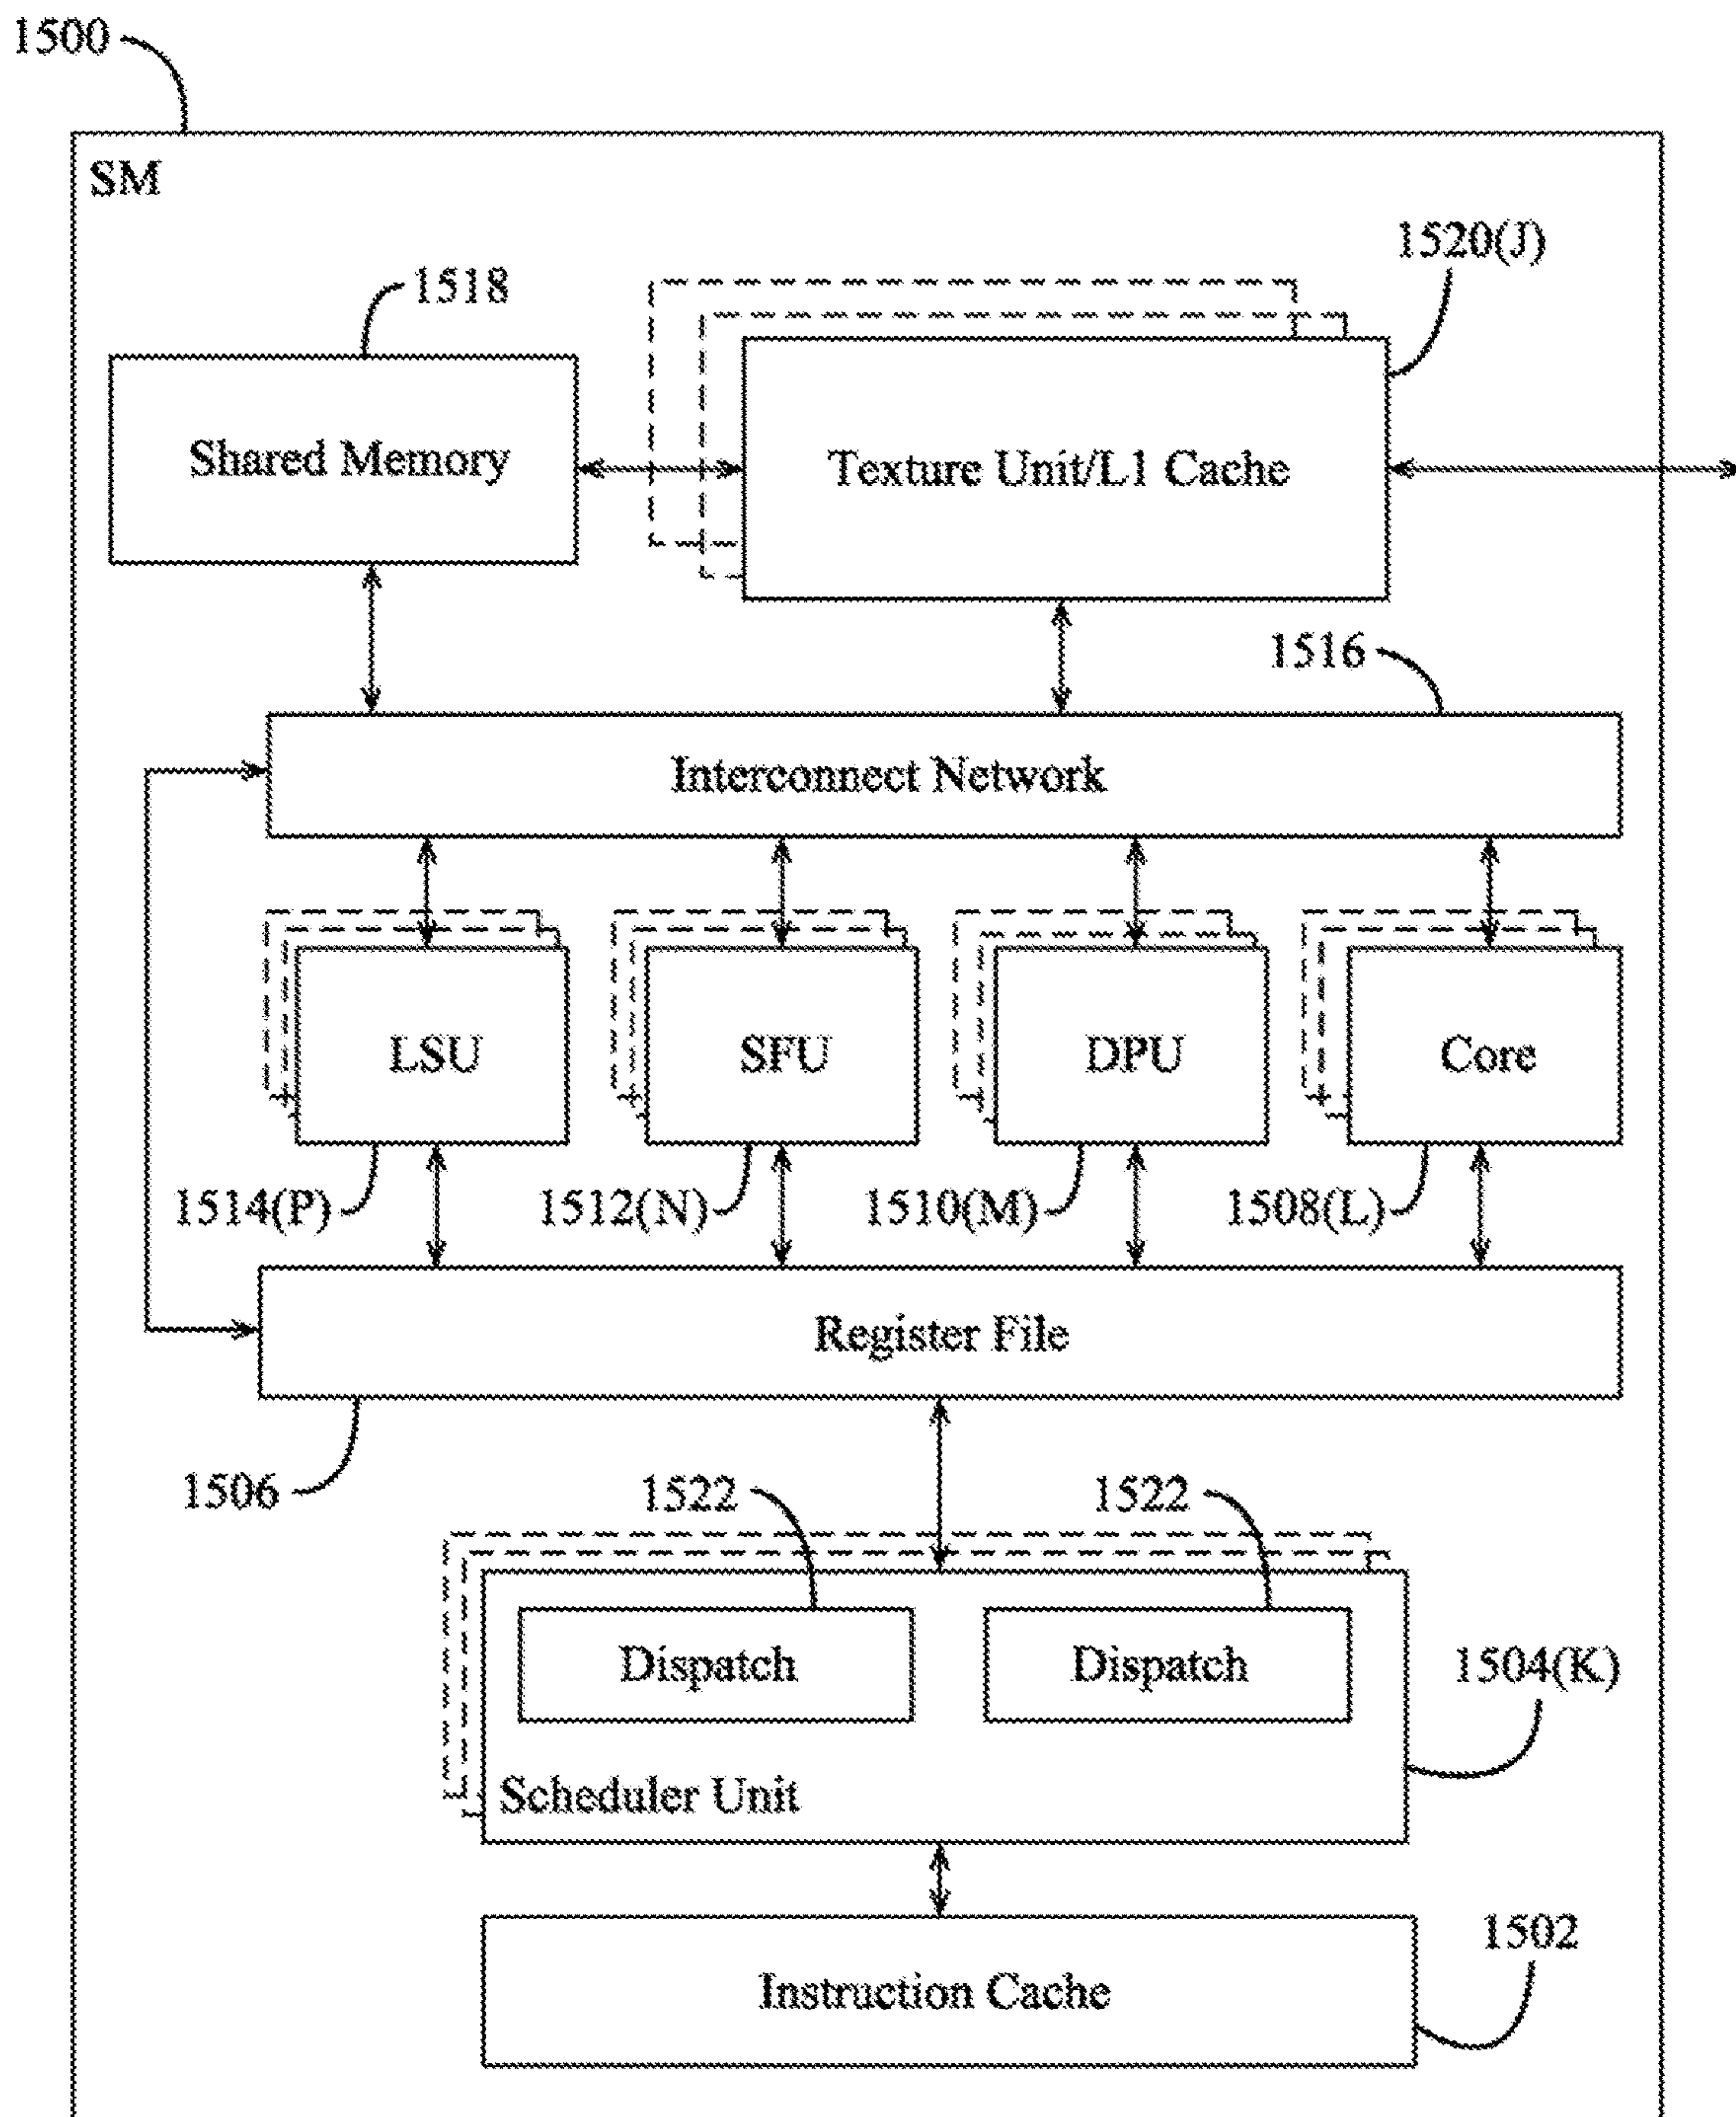 1500
SM
1520(J)
1518
Shared Memory
Texture Unit/L1 Cache
1516
Interconnect Network
LSU
SFU
DPU
Core
1514(P)
1512(N)
1510(M)
1508(L)
Register File
1506
1522
1522
Dispatch
Dispatch
1504(K)
Scheduler Unit
1502
Instruction Cache